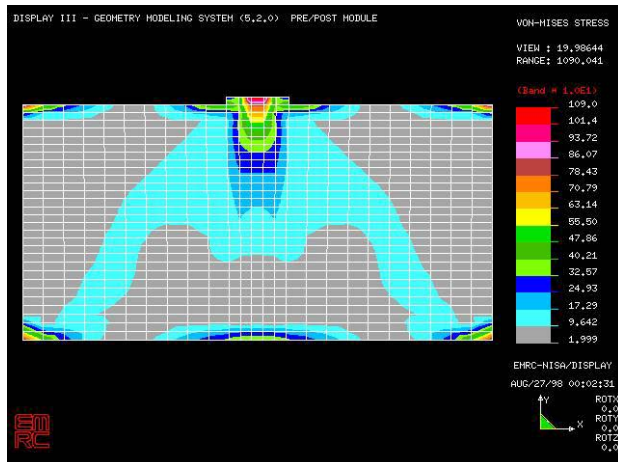 DISPLAY III - GEOMETRY MODELING SYSTEM (5.2.0) PRE/POST MODULE
VON-MISES STRESS
VIEW : 19.98644
RANGE: 1090.041
(Band * 1.0E1)
109.0
101.4
93.72
86.07
78.43
70.79
63.14
55.50
47.86
40.21
32.57
24.93
17.29
9.642
1.999
EMRC-NISA/DISPLAY
AUG/27/98 00:02:31
Y
X
ROTX
0.0
ROTY
0.0
ROTZ
0.0
EMRC